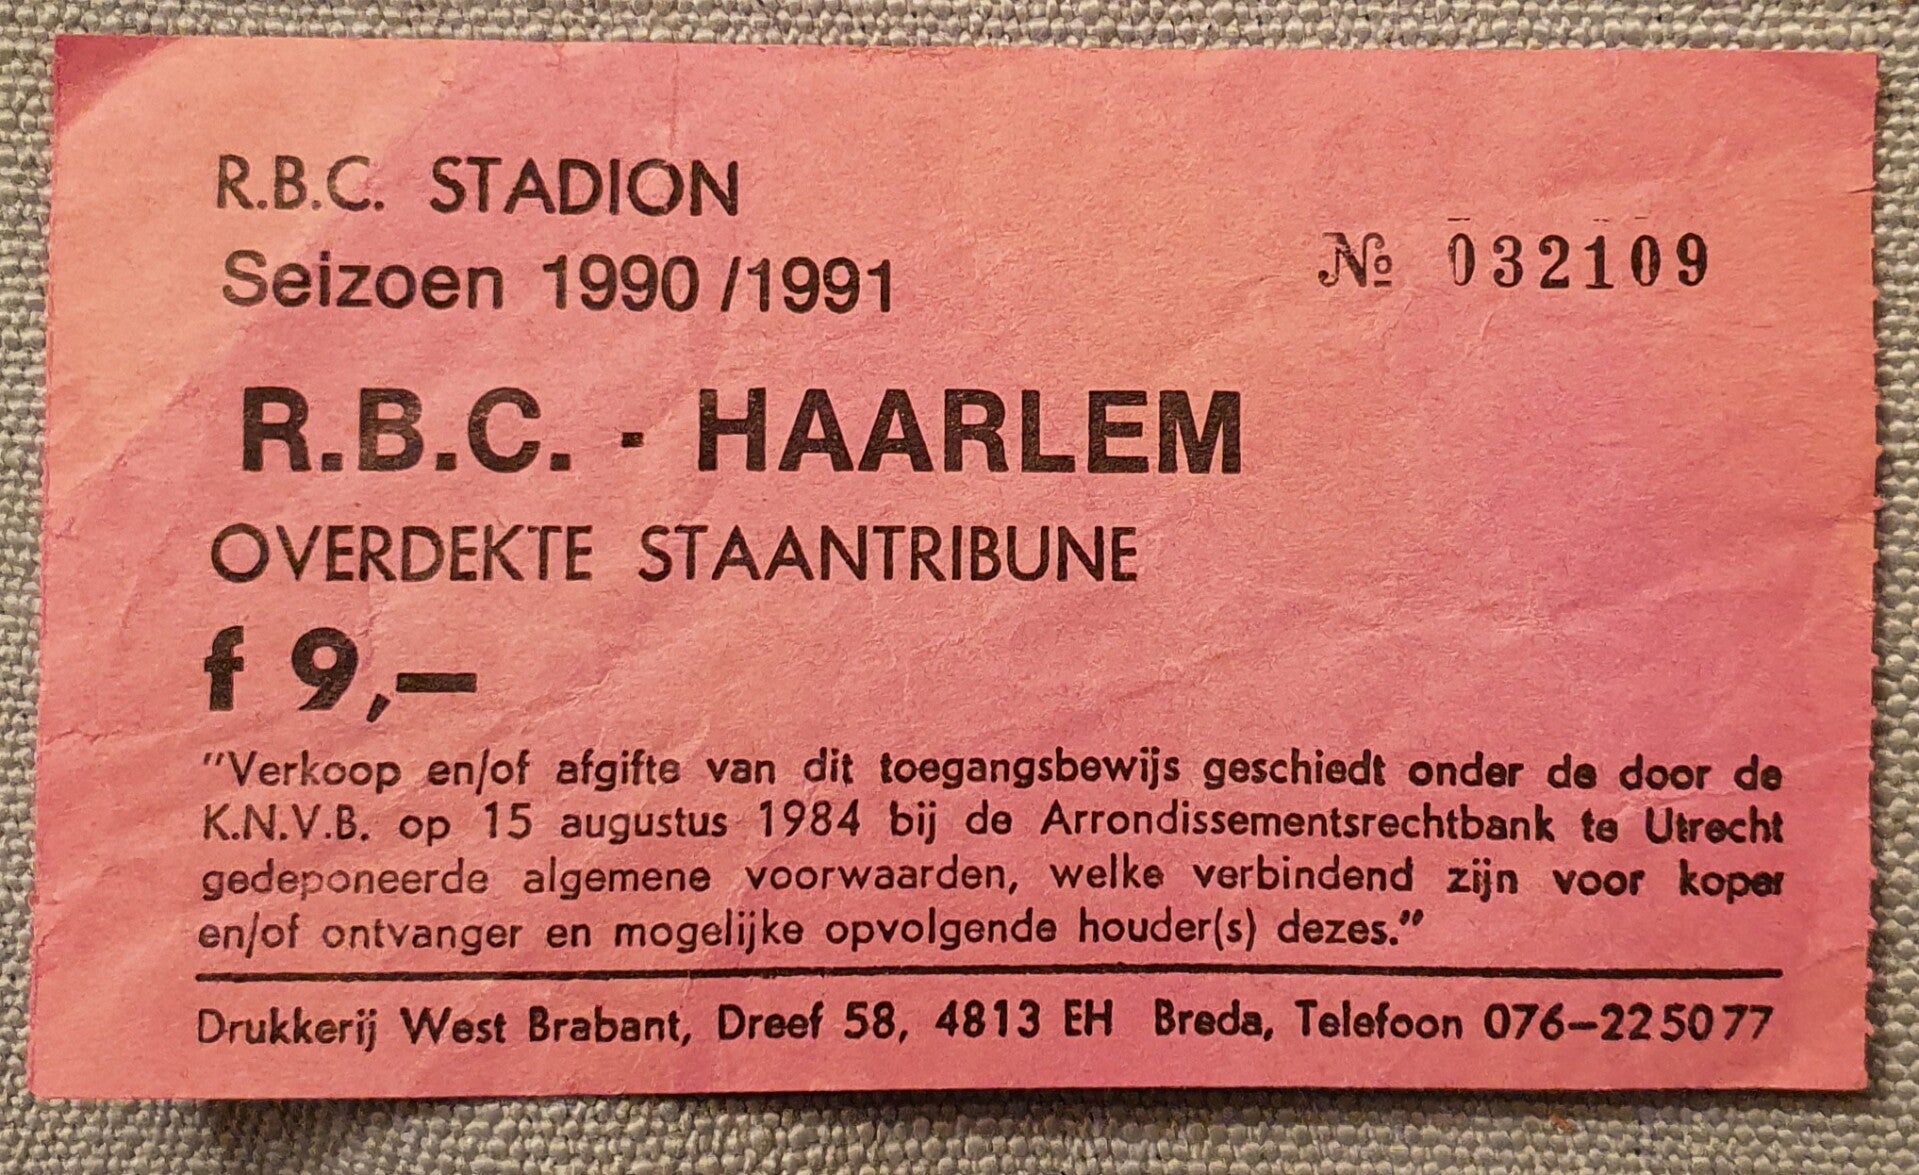 R.B.C. STADION
Seizoen 1990/1991
№ 032109
R.B.C. - HAARLEM
OVERDEKTE STAANTRIBUNE
f 9,—
"Verkoop en/of afgifte van dit toegangsbewijs geschiedt onder de door de
K.N.V.B. op 15 augustus 1984 bij de Arrondissementsrechtbank te Utrecht
gedeponeerde algemene voorwaarden, welke verbindend zijn voor koper
en/of ontvanger en mogelijke opvolgende houder(s) dezes."
Drukkerij West Brabant, Dreef 58, 4813 EH Breda, Telefoon 076-225077